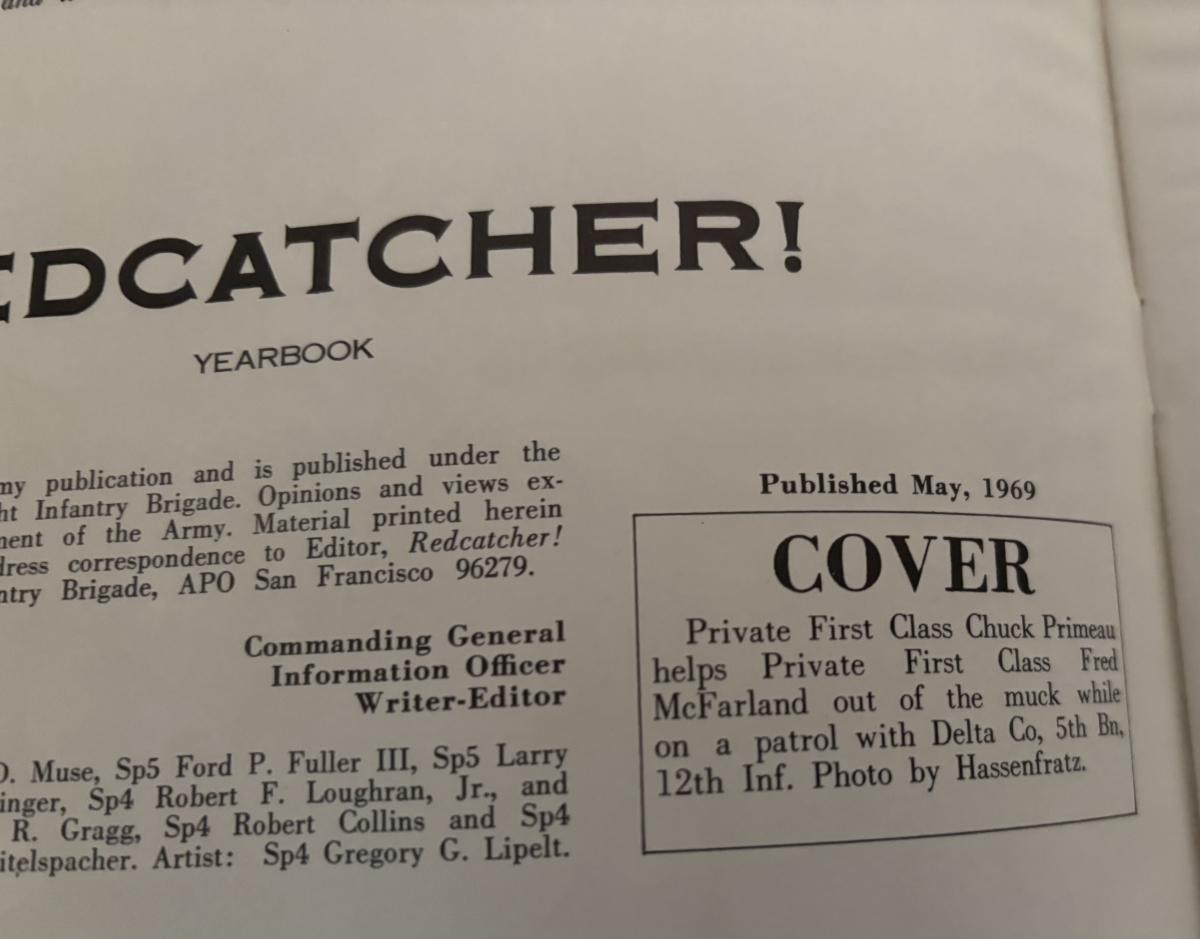 EDCATCHER!
YEARBOOK
my publication and is published under the
ht Infantry Brigade. Opinions and views ex-
ment of the Army. Material printed herein
dress correspondence to Editor, Redcatcher!
ntry Brigade, APO San Francisco 96279.
Commanding General
Information Officer
Writer-Editor
D. Muse, Sp5 Ford P. Fuller III, Sp5 Larry
inger, Sp4 Robert F. Loughran, Jr., and
R. Gragg, Sp4 Robert Collins and Sp4
itelspacher. Artist: Sp4 Gregory G. Lipelt.
Published May, 1969
COVER
Private First Class Chuck Primeau
helps Private First Class Fred
McFarland out of the muck while
on a patrol with Delta Co, 5th Bn,
12th Inf. Photo by Hassenfratz.